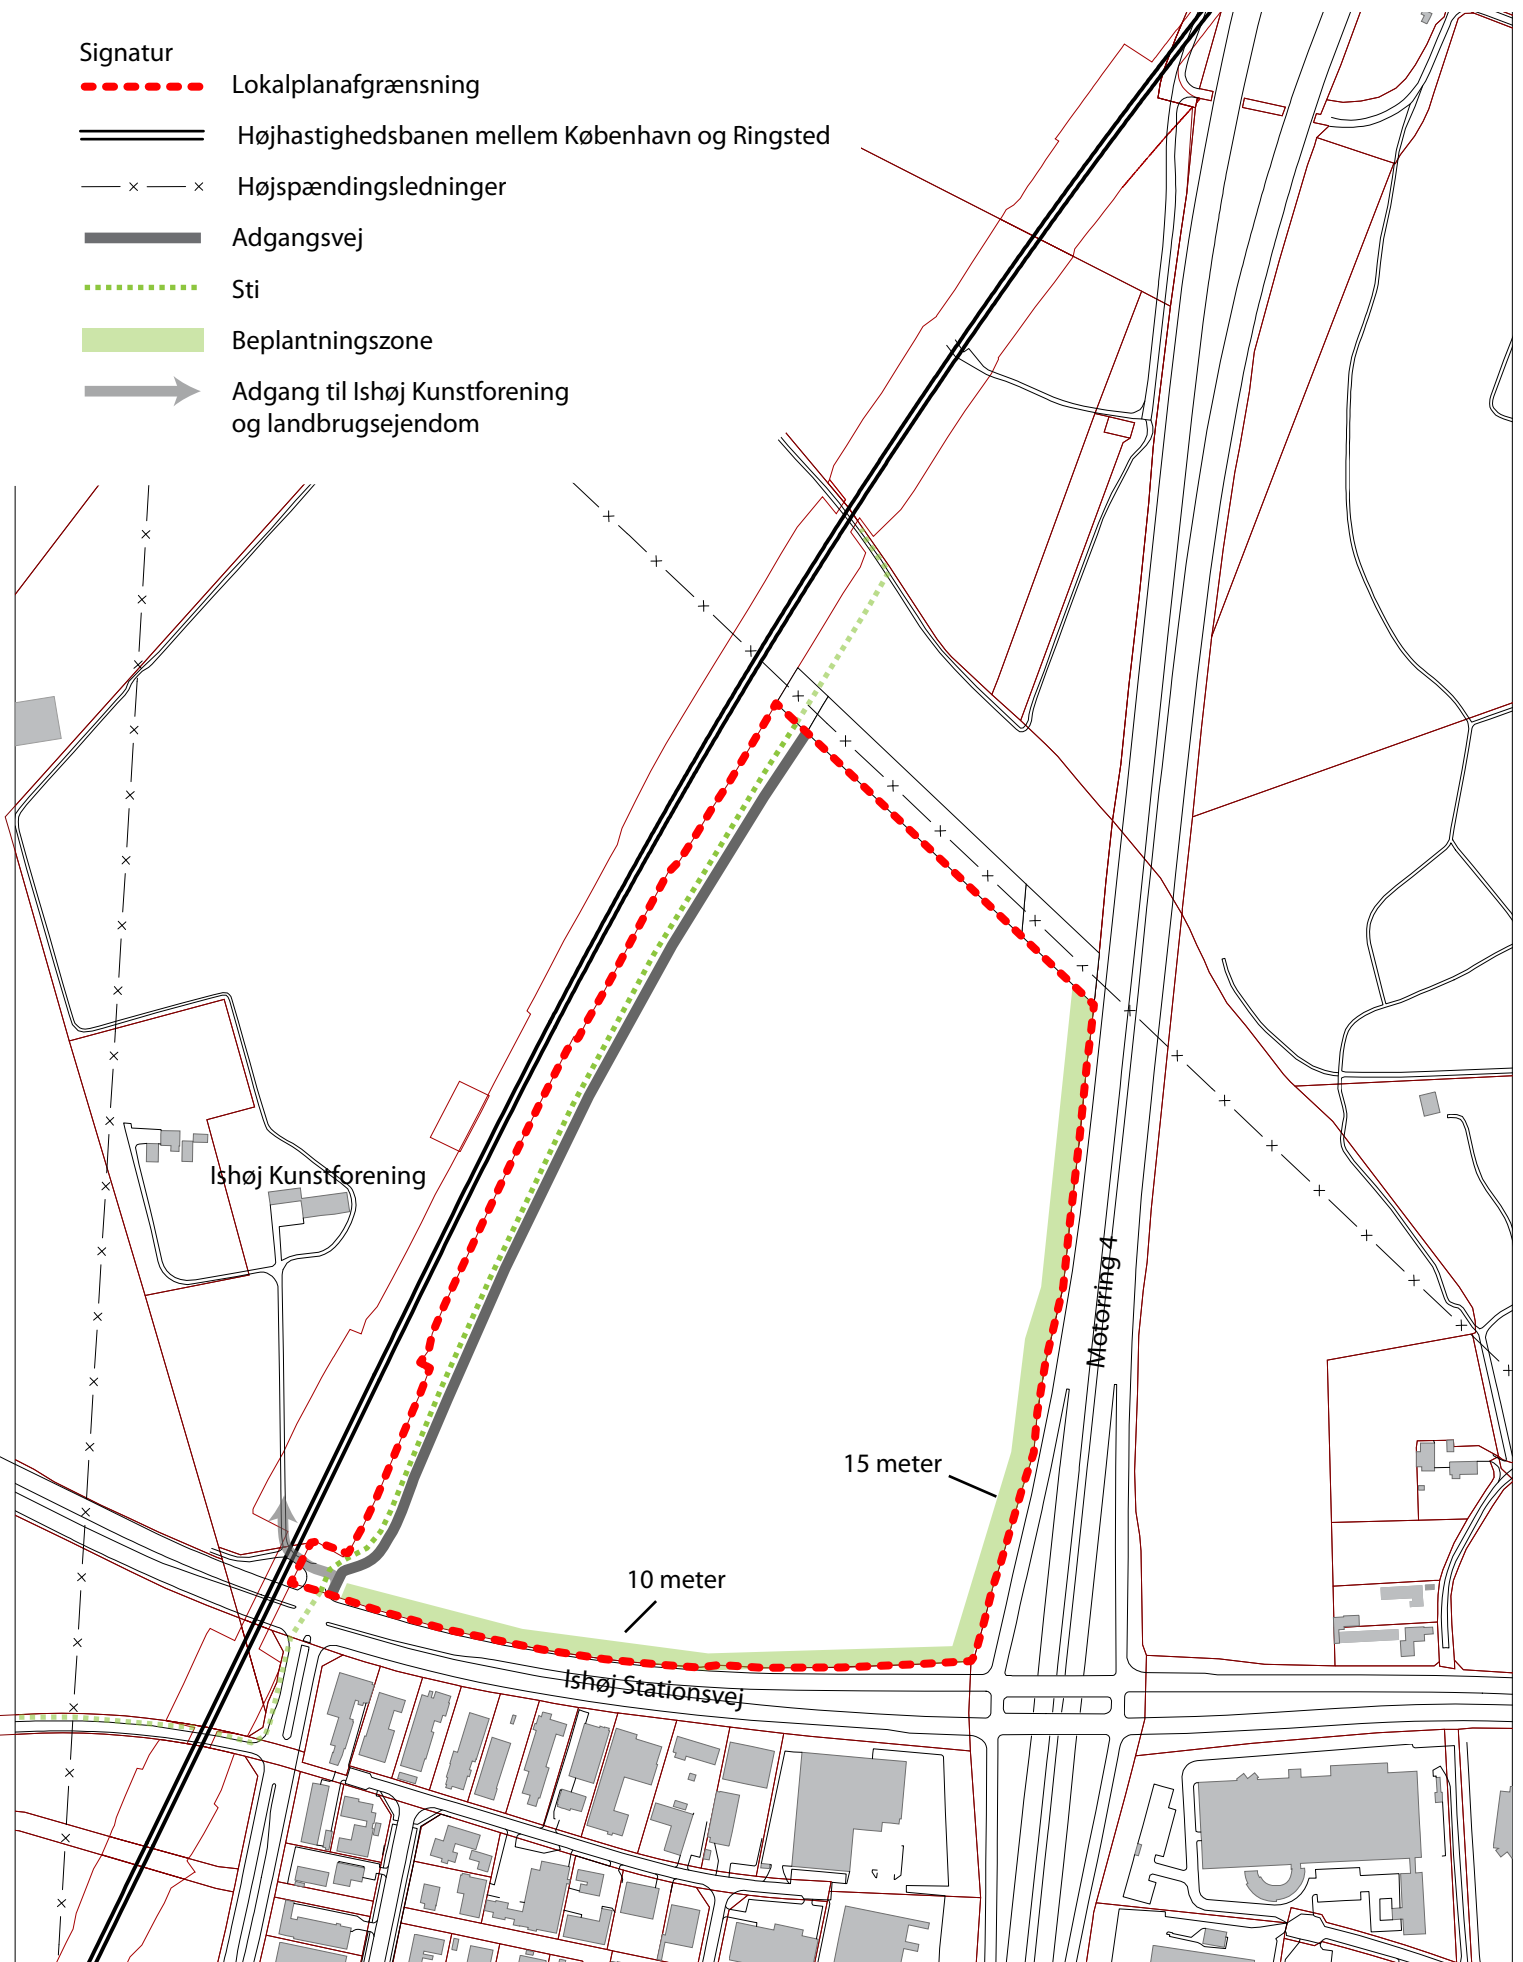 Signatur
Lokalplanafgrænsning
Højhastighedsbanen mellem København og Ringsted
Højspændingsledninger
Adgangsvej
Sti
Beplantningszone
Adgang til Ishøj Kunstforening
og landbrugsejendom
Ishøj Kunstforening
Motorring 4
15 meter
10 meter
Ishøj Stationsvej